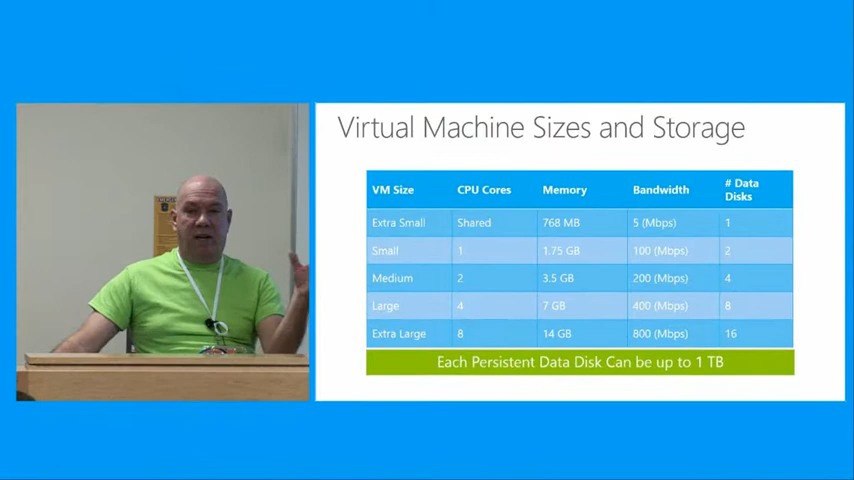 Virtual Machine Sizes and Storage
VM Size CPU Cores Memory Bandwidth # Data Disks
Extra Small Shared 768 MB 5 (Mbps) 1
Small 1 1.75 GB 100 (Mbps) 2
Medium 2 3.5 GB 200 (Mbps) 4
Large 4 7 GB 400 (Mbps) 8
Extra Large 8 14 GB 800 (Mbps) 16
Each Persistent Data Disk Can be up to 1 TB